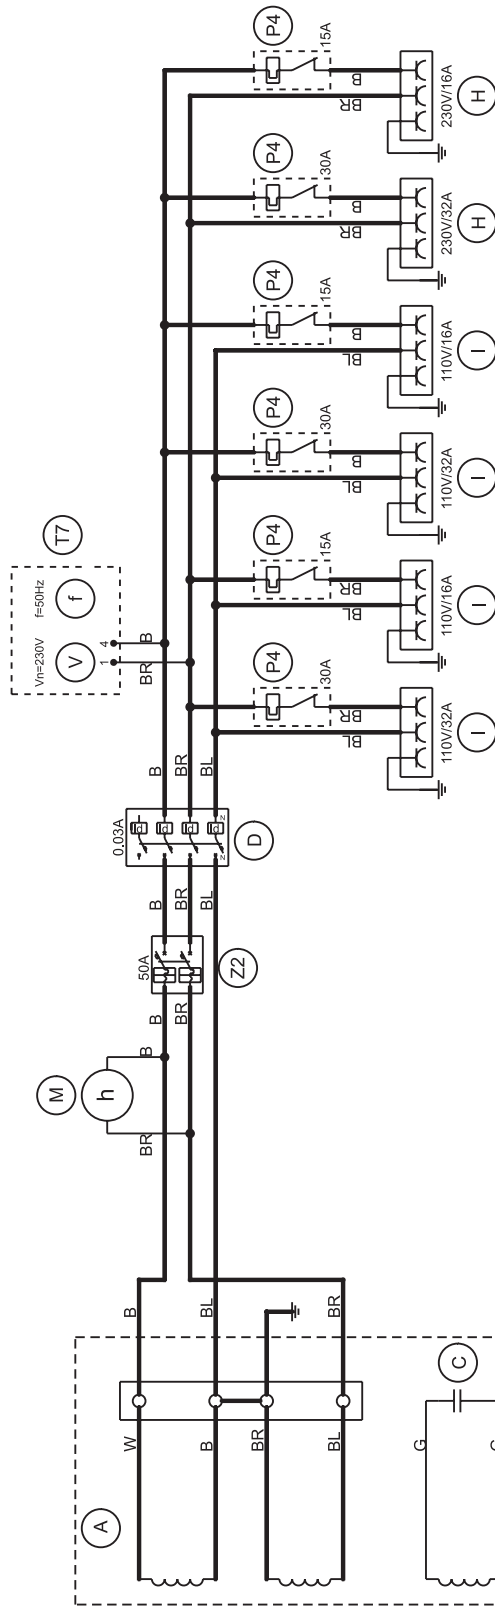 Vn=230V
f=50Hz
M
T7
V
f
A
h
1
4
0.03A
W
B
BR
B
50A
BR
B
B
B
B
BR
BR
BR
B
BL
BL
BL
N
N
Z2
D
BR
P4
P4
P4
P4
P4
P4
30A
15A
30A
15A
30A
15A
BL
BR
BL
BR
BL
BR
BL
B
BL
B
BR
B
BR
B
G
110V/32A
110V/16A
110V/32A
110V/16A
230V/32A
230V/16A
C
I
I
I
I
H
H